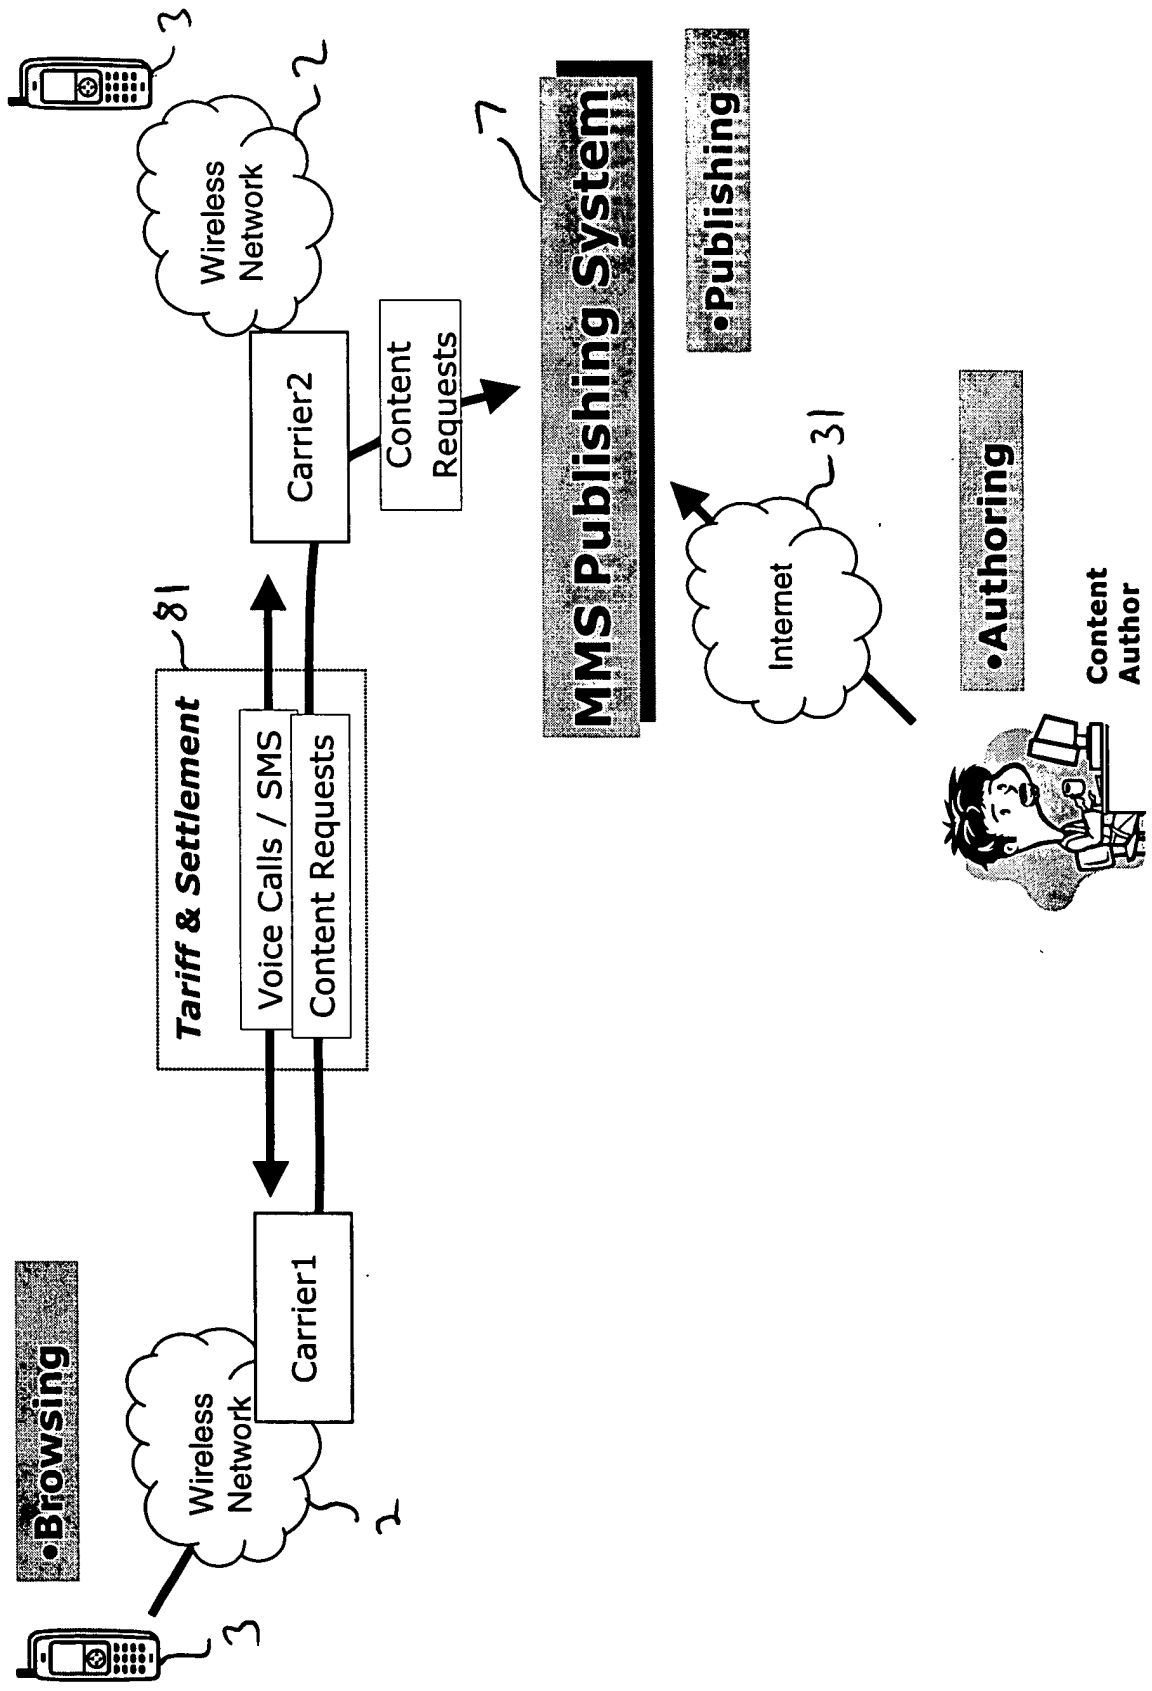 •Browsing
3
Wireless
Network
2
Carrier1
Tariff & Settlement
81
Voice Calls / SMS
Content Requests
Carrier2
Wireless
Network
2
3
Content
Requests
7
MMS Publishing System
•Publishing
Internet
31
•Authoring
Content
Author